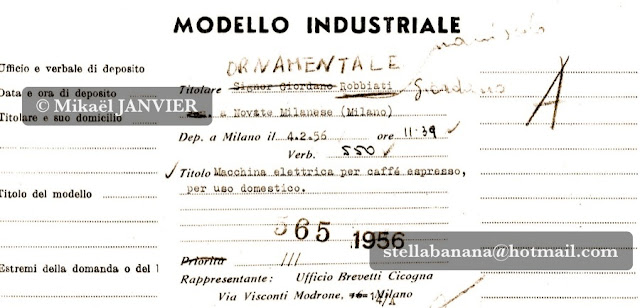 MODELLO INDUSTRIALE
ORNAMENTALE
Ufficio e verbale di deposito
Data e ora di deposito
Titolare Signor Giordano Robbiati Giordano
© Mikaël JANVIER
Titolare e suo domicilio
a Novate Milanese (Milano)
A
Dep. a Milano il 4.2.56 ore 11.39
Verb. 550
Titolo Macchina elettrica per caffé espresso,
per uso domestico.
Titolo del modello
565 1956
Priorità ///
stellabanana@hotmail.com
Estremi della domanda o del
Rappresentante: Ufficio Brevetti Cicogna
Via Visconti Modrone, 14/A Milano